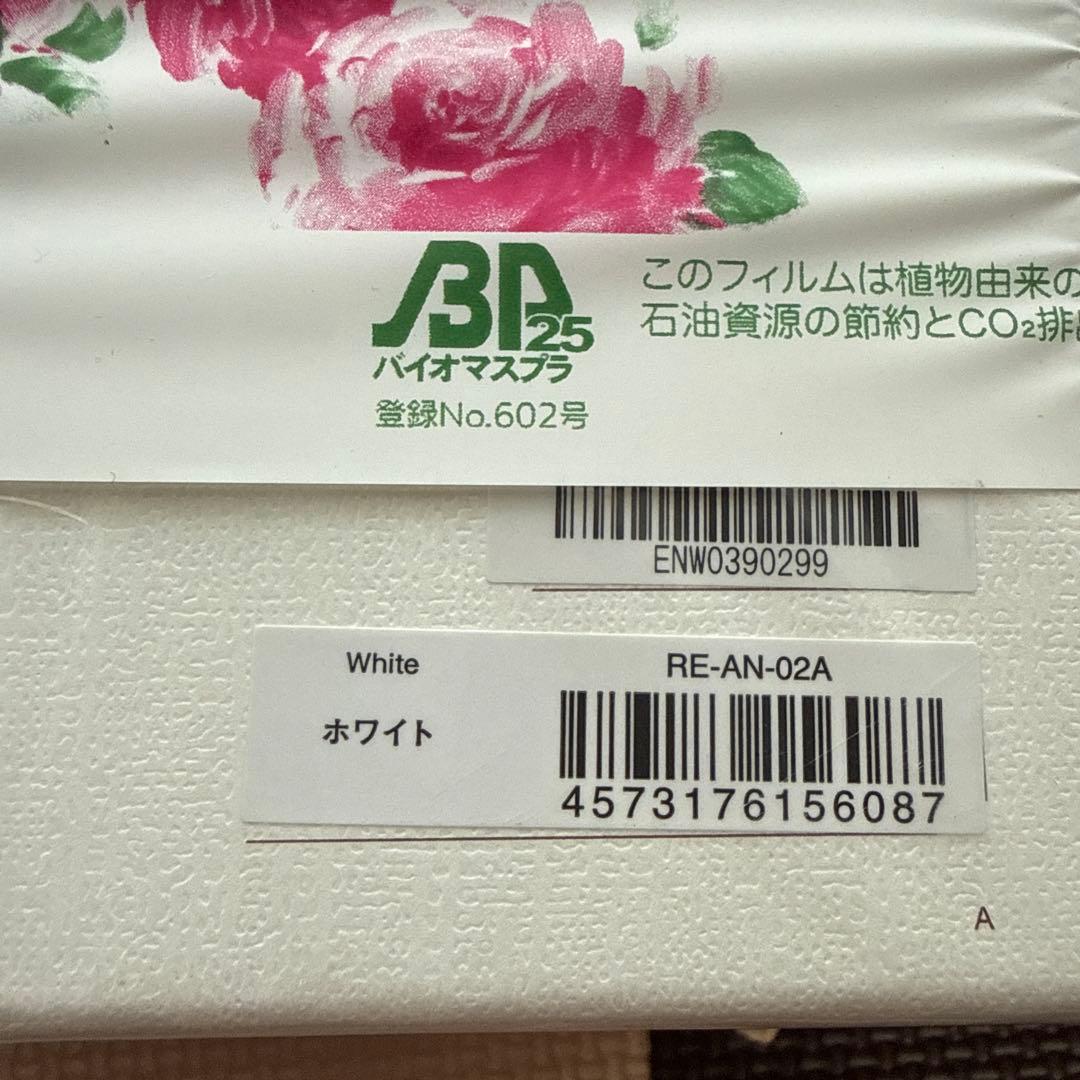 BP
25
バイオマスプラ
登録No.602号
このフィルムは植物由来の
石油資源の節約とCO₂排
ENW0390299
White
RE-AN-02A
ホワイト
4573176156087
A